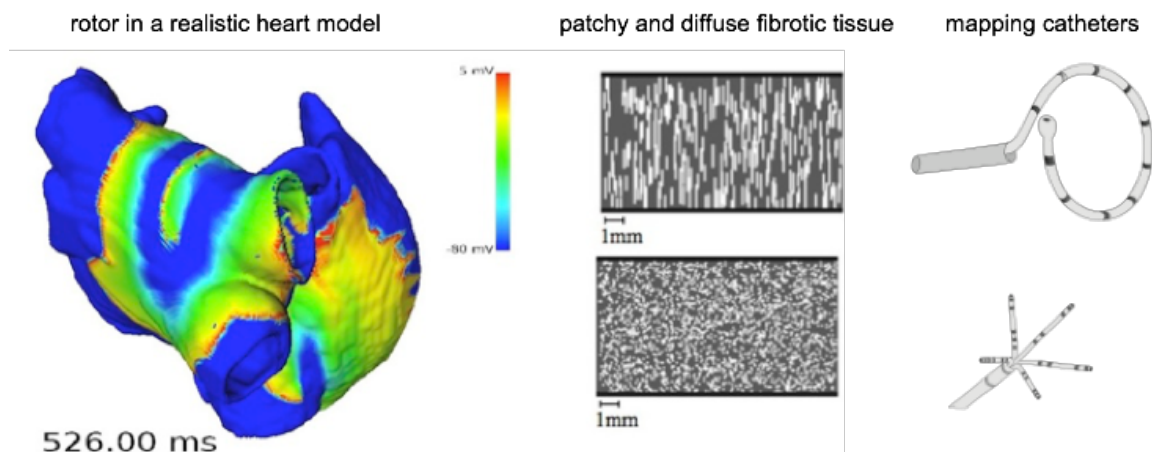 rotor in a realistic heart model
patchy and diffuse fibrotic tissue
mapping catheters
5 mV
-80 mV
526.00 ms
1mm
1mm